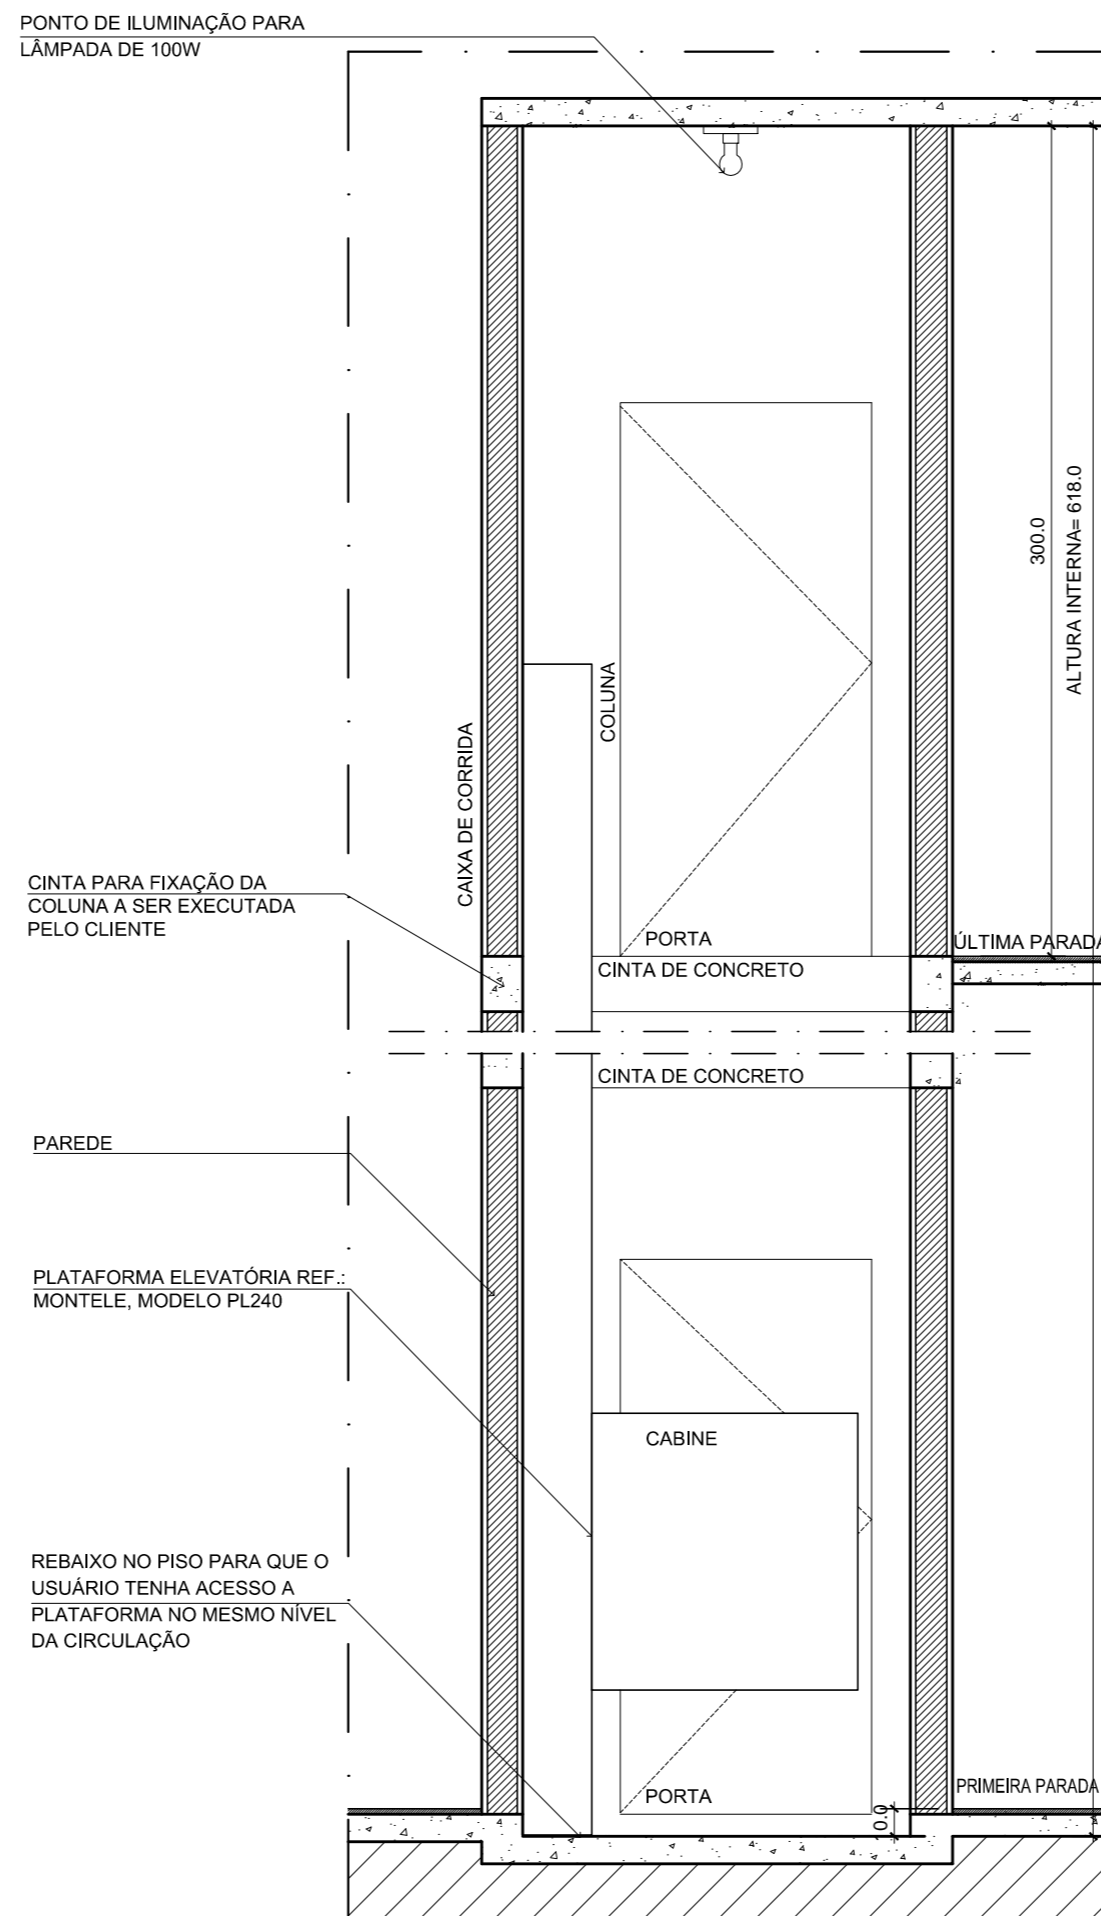 PONTO DE ILUMINAÇÃO PARA
LÂMPADA DE 100W
300.0
ALTURA INTERNA= 618.0
COLUNA
CAIXA DE CORRIDA
CINTA PARA FIXAÇÃO DA
COLUNA A SER EXECUTADA
PELO CLIENTE
PORTA
ÚLTIMA PARADA
CINTA DE CONCRETO
CINTA DE CONCRETO
PAREDE
PLATAFORMA ELEVATÓRIA REF.:
MONTELE, MODELO PL240
CABINE
REBAIXO NO PISO PARA QUE O
USUÁRIO TENHA ACESSO A
PLATAFORMA NO MESMO NÍVEL
DA CIRCULAÇÃO
PRIMEIRA PARADA
PORTA